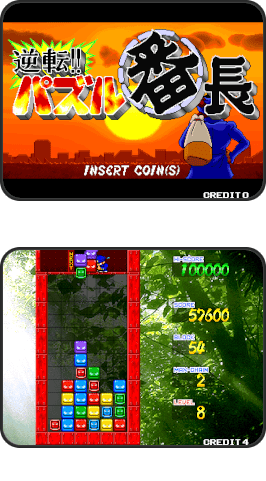 逆転!!
パズル番長
INSERT COIN(S)
CREDIT 0
HI-SCORE
100000
SCORE
57600
BLOCK
54
MAX-CHAIN
2
LEVEL
8
CREDIT 4